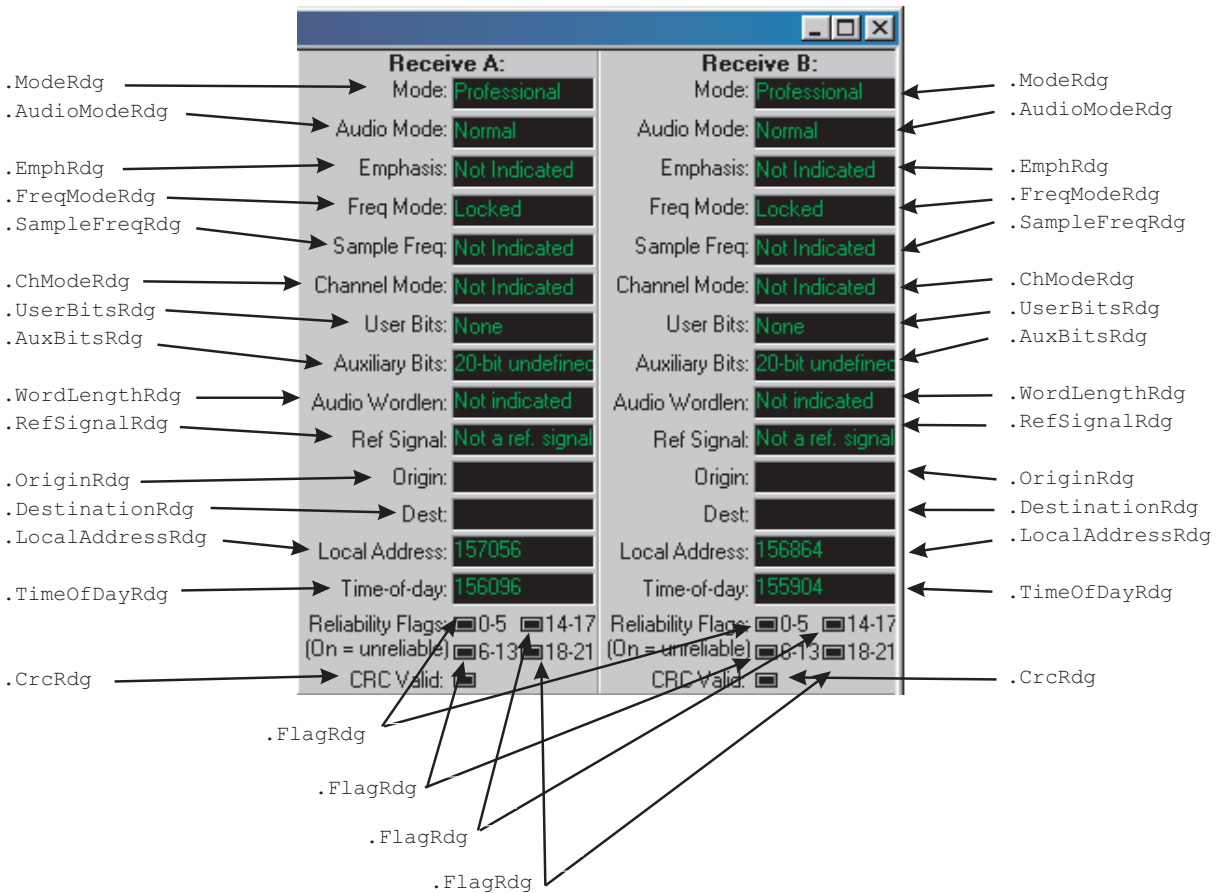 Receive A:
Receive B:
.ModeRdg
Mode: Professional
Mode: Professional
.ModeRdg
.AudioModeRdg
Audio Mode: Normal
Audio Mode: Normal
.AudioModeRdg
.EmphRdg
Emphasis: Not Indicated
Emphasis: Not Indicated
.EmphRdg
.FreqModeRdg
Freq Mode: Locked
Freq Mode: Locked
.FreqModeRdg
.SampleFreqRdg
Sample Freq: Not Indicated
Sample Freq: Not Indicated
.SampleFreqRdg
.ChModeRdg
Channel Mode: Not Indicated
Channel Mode: Not Indicated
.ChModeRdg
.UserBitsRdg
User Bits: None
User Bits: None
.UserBitsRdg
.AuxBitsRdg
Auxiliary Bits: 20-bit undefined
Auxiliary Bits: 20-bit undefined
.AuxBitsRdg
.WordLengthRdg
Audio Wordlen: Not indicated
Audio Wordlen: Not indicated
.WordLengthRdg
.RefSignalRdg
Ref Signal: Not a ref. signal
Ref Signal: Not a ref. signal
.RefSignalRdg
.OriginRdg
Origin:
Origin:
.OriginRdg
.DestinationRdg
Dest:
Dest:
.DestinationRdg
.LocalAddressRdg
Local Address: 157056
Local Address: 156864
.LocalAddressRdg
.TimeOfDayRdg
Time-of-day: 156096
Time-of-day: 155904
.TimeOfDayRdg
Reliability Flags: 0-5 14-17
Reliability Flags: 0-5 14-17
(On = unreliable) 6-13 18-21
(On = unreliable) 6-13 18-21
.CrcRdg
CRC Valid:
CRC Valid:
.CrcRdg
.FlagRdg
.FlagRdg
.FlagRdg
.FlagRdg